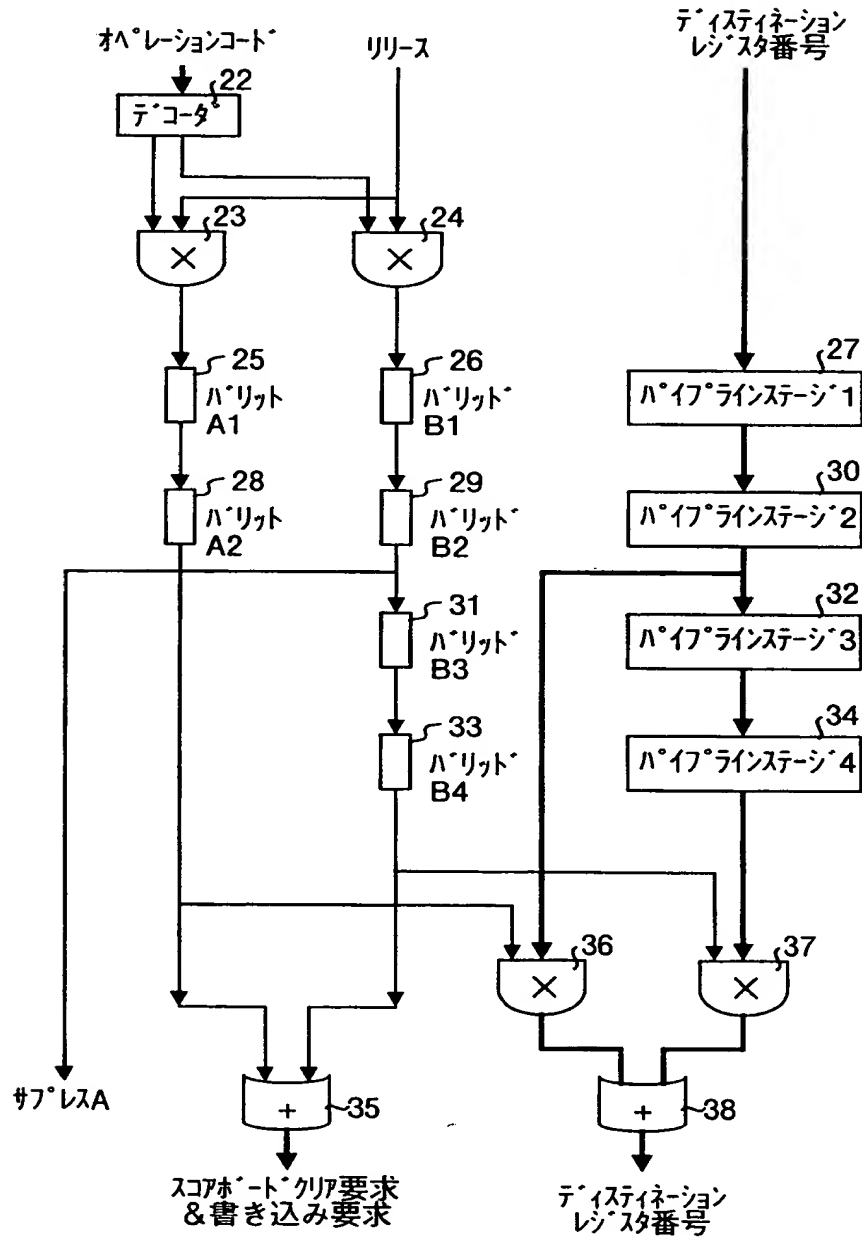 オペレーションコード
リリース
ディスティネーション
レジスタ番号
22
デコーダ
23
24
25
バリッド
A1
26
バリッド
B1
27
パイプラインステージ1
28
バリッド
A2
29
バリッド
B2
30
パイプラインステージ2
31
バリッド
B3
32
パイプラインステージ3
33
バリッド
B4
34
パイプラインステージ4
36
37
×
×
×
×
サプレスA
+
35
+
38
スコアボードクリア要求
&書き込み要求
ディスティネーション
レジスタ番号